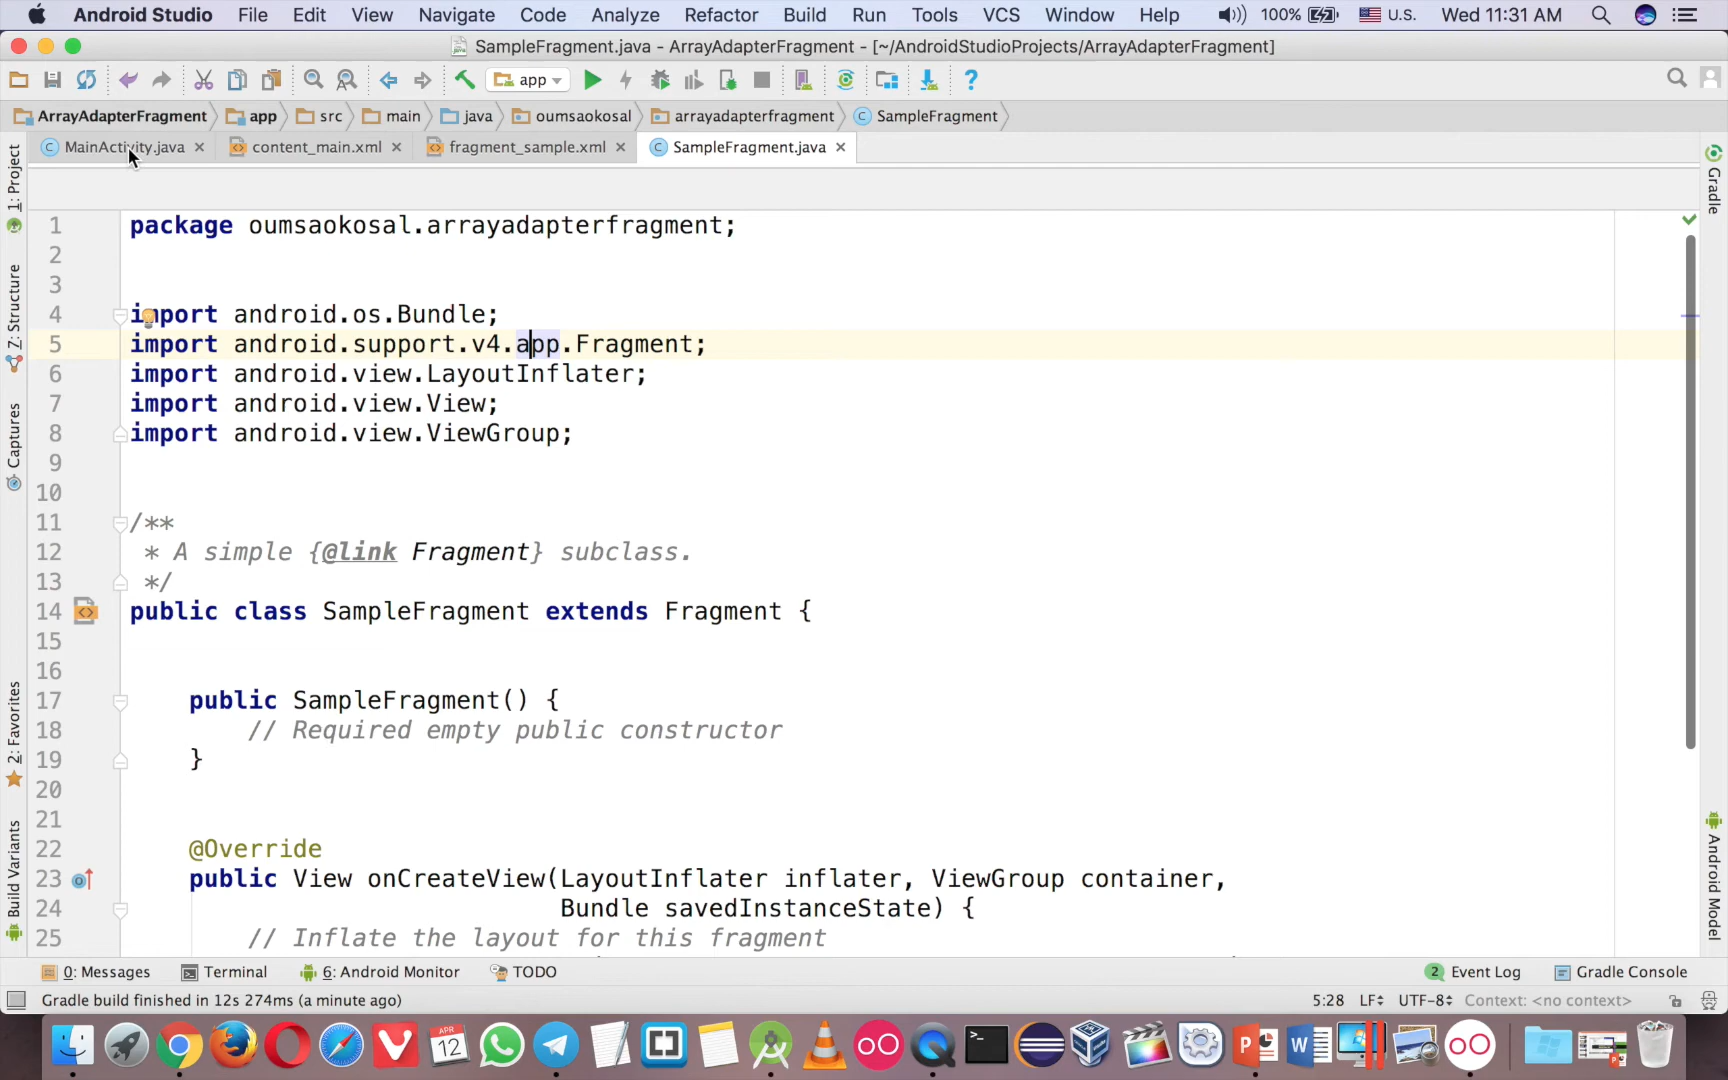 Android Studio File Edit View Navigate Code Analyze Refactor Build Run Tools VCS Window Help 100% U.S. Wed 11:31 AM
SampleFragment.java - ArrayAdapterFragment - [~/AndroidStudioProjects/ArrayAdapterFragment]
app
ArrayAdapterFragment app src main java oumsaokosal arrayadapterfragment SampleFragment
MainActivity.java content_main.xml fragment_sample.xml SampleFragment.java
1: Project
Z: Structure
Captures
2: Favorites
Build Variants
Gradle
Android Model
1 package oumsaokosal.arrayadapterfragment;
2
3
4 import android.os.Bundle;
5 import android.support.v4.app.Fragment;
6 import android.view.LayoutInflater;
7 import android.view.View;
8 import android.view.ViewGroup;
9
10
11 /**
12 * A simple {@link Fragment} subclass.
13 */
14 public class SampleFragment extends Fragment {
15
16
17 public SampleFragment() {
18 // Required empty public constructor
19 }
20
21
22 @Override
23 public View onCreateView(LayoutInflater inflater, ViewGroup container,
24 Bundle savedInstanceState) {
25 // Inflate the layout for this fragment
0: Messages Terminal 6: Android Monitor TODO 2 Event Log Gradle Console
Gradle build finished in 12s 274ms (a minute ago) 5:28 LF UTF-8 Context: <no context>
APR
12